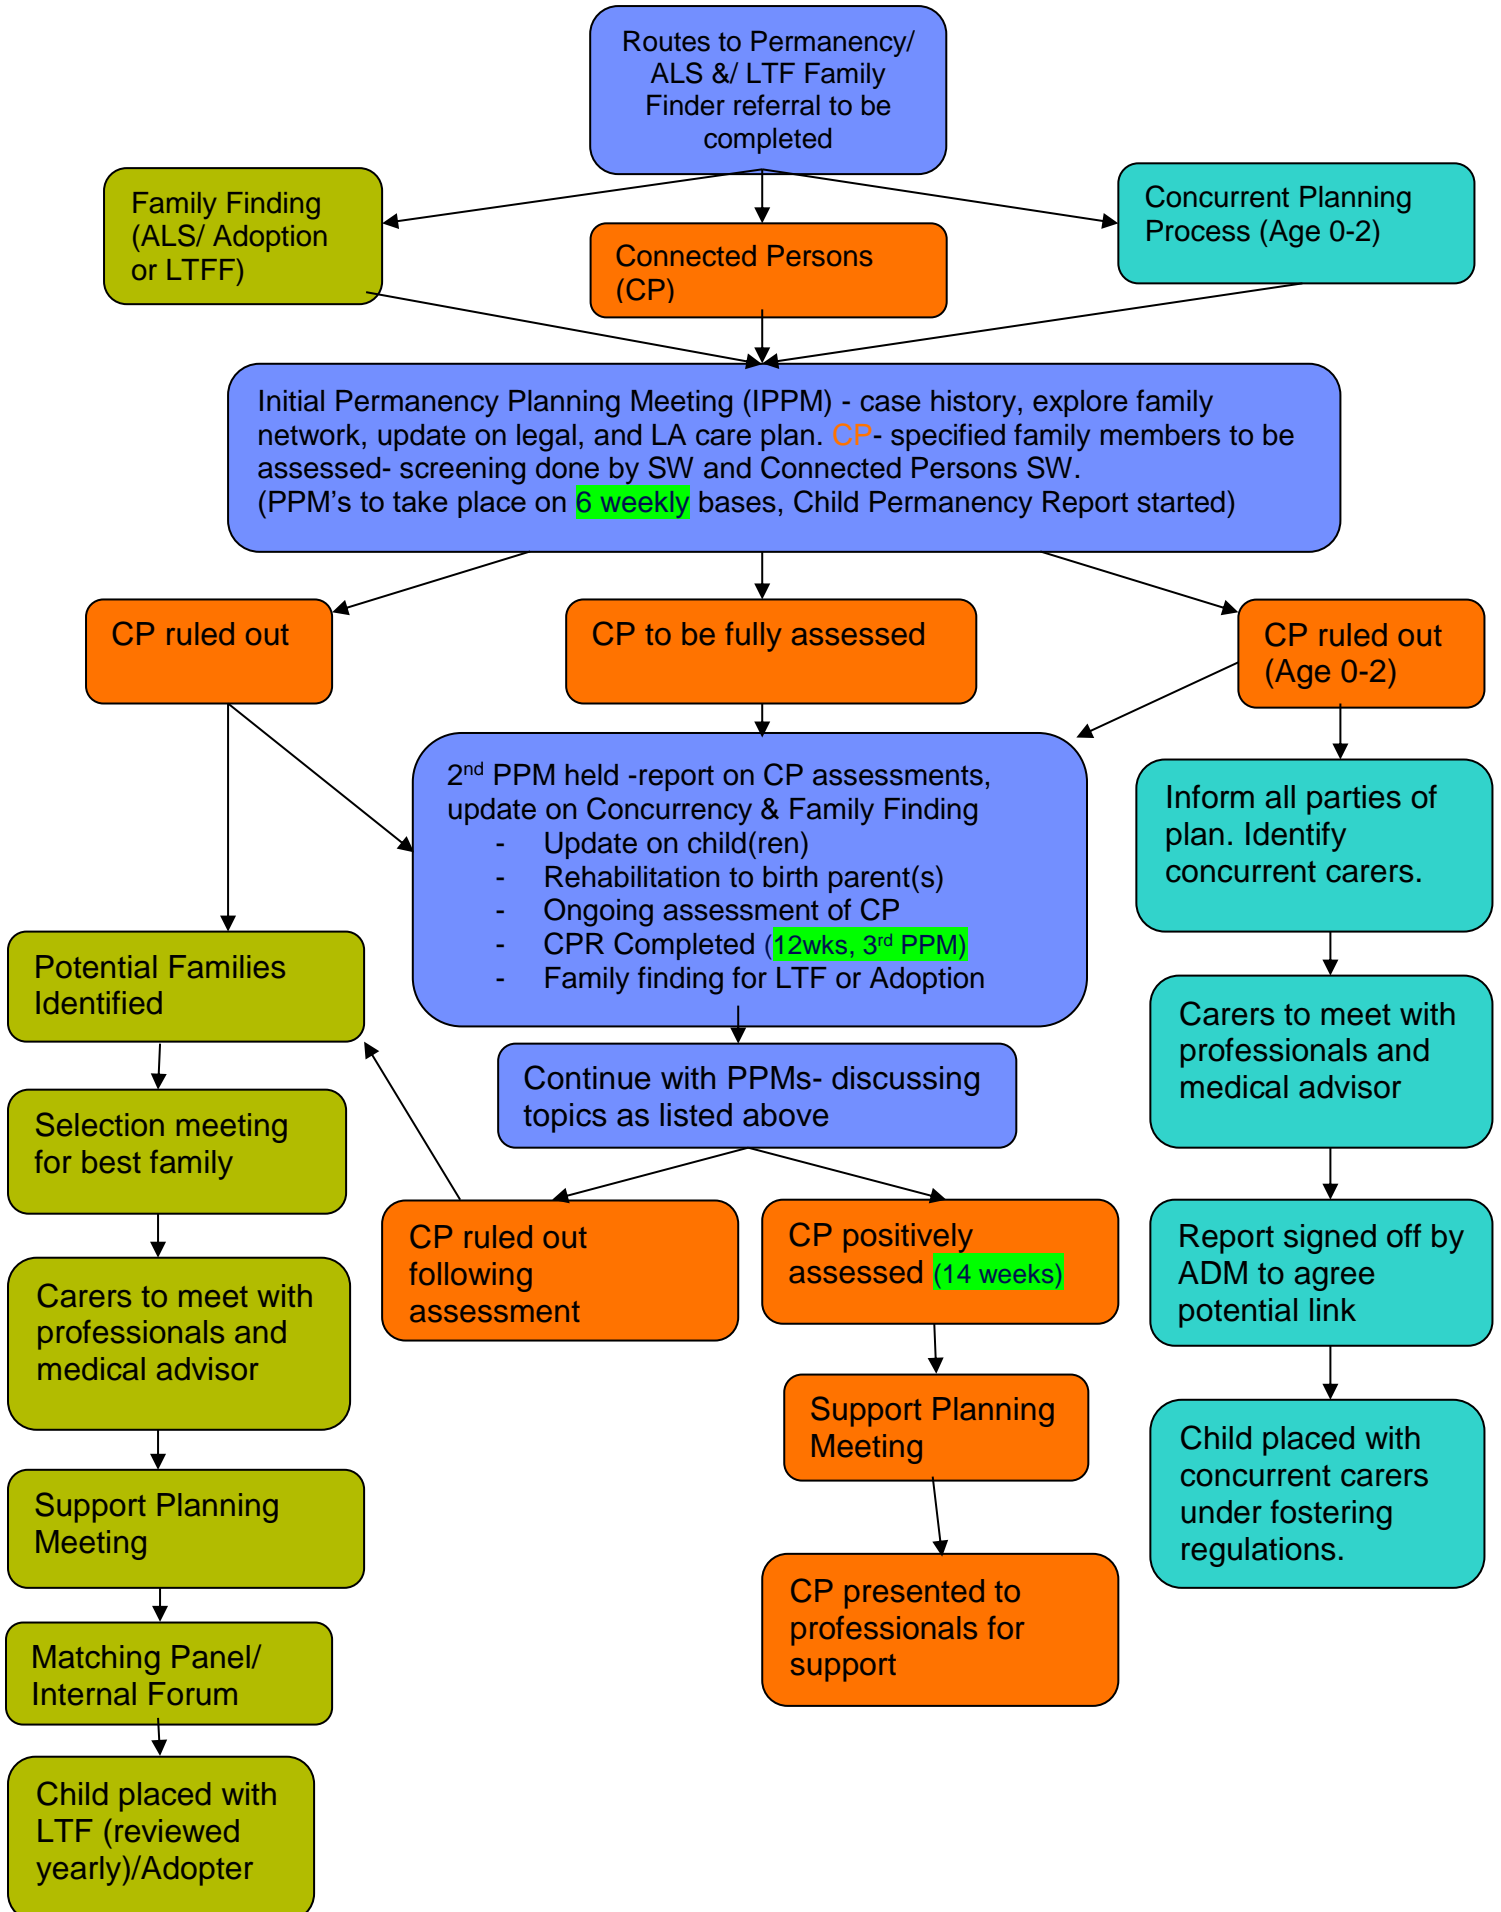 Routes to Permanency/
ALS &/ LTF Family
Finder referral to be
completed
Family Finding
(ALS/ Adoption
or LTFF)
Connected Persons
(CP)
Concurrent Planning
Process (Age 0-2)
Initial Permanency Planning Meeting (IPPM) - case history, explore family
network, update on legal, and LA care plan. CP- specified family members to be
assessed- screening done by SW and Connected Persons SW.
(PPM's to take place on 6 weekly bases, Child Permanency Report started)
CP ruled out
CP to be fully assessed
CP ruled out
(Age 0-2)
2nd PPM held -report on CP assessments,
update on Concurrency & Family Finding
- Update on child(ren)
- Rehabilitation to birth parent(s)
- Ongoing assessment of CP
- CPR Completed (12wks, 3rd PPM)
- Family finding for LTF or Adoption
Inform all parties of
plan. Identify
concurrent carers.
Potential Families
Identified
Carers to meet with
professionals and
medical advisor
Continue with PPMs- discussing
topics as listed above
Selection meeting
for best family
CP ruled out
following
assessment
CP positively
assessed (14 weeks)
Report signed off by
ADM to agree
potential link
Carers to meet with
professionals and
medical advisor
Support Planning
Meeting
Child placed with
concurrent carers
under fostering
regulations.
Support Planning
Meeting
CP presented to
professionals for
support
Matching Panel/
Internal Forum
Child placed with
LTF (reviewed
yearly)/Adopter